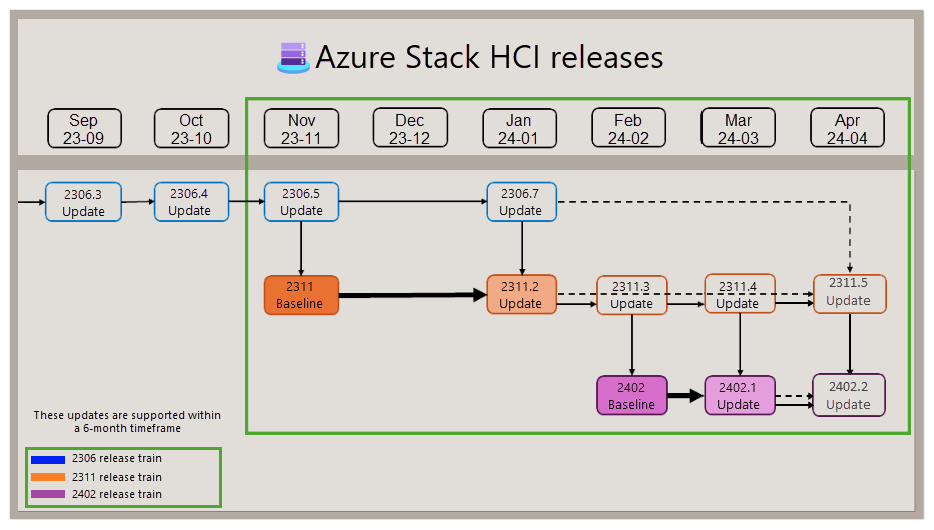 Azure Stack HCI releases
Sep
23-09
Oct
23-10
Nov
23-11
Dec
23-12
Jan
24-01
Feb
24-02
Mar
24-03
Apr
24-04
2306.3
Update
2306.4
Update
2306.5
Update
2306.7
Update
2311
Baseline
2311.2
Update
2311.3
Update
2311.4
Update
2311.5
Update
2402
Baseline
2402.1
Update
2402.2
Update
These updates are supported within
a 6-month timeframe
2306 release train
2311 release train
2402 release train